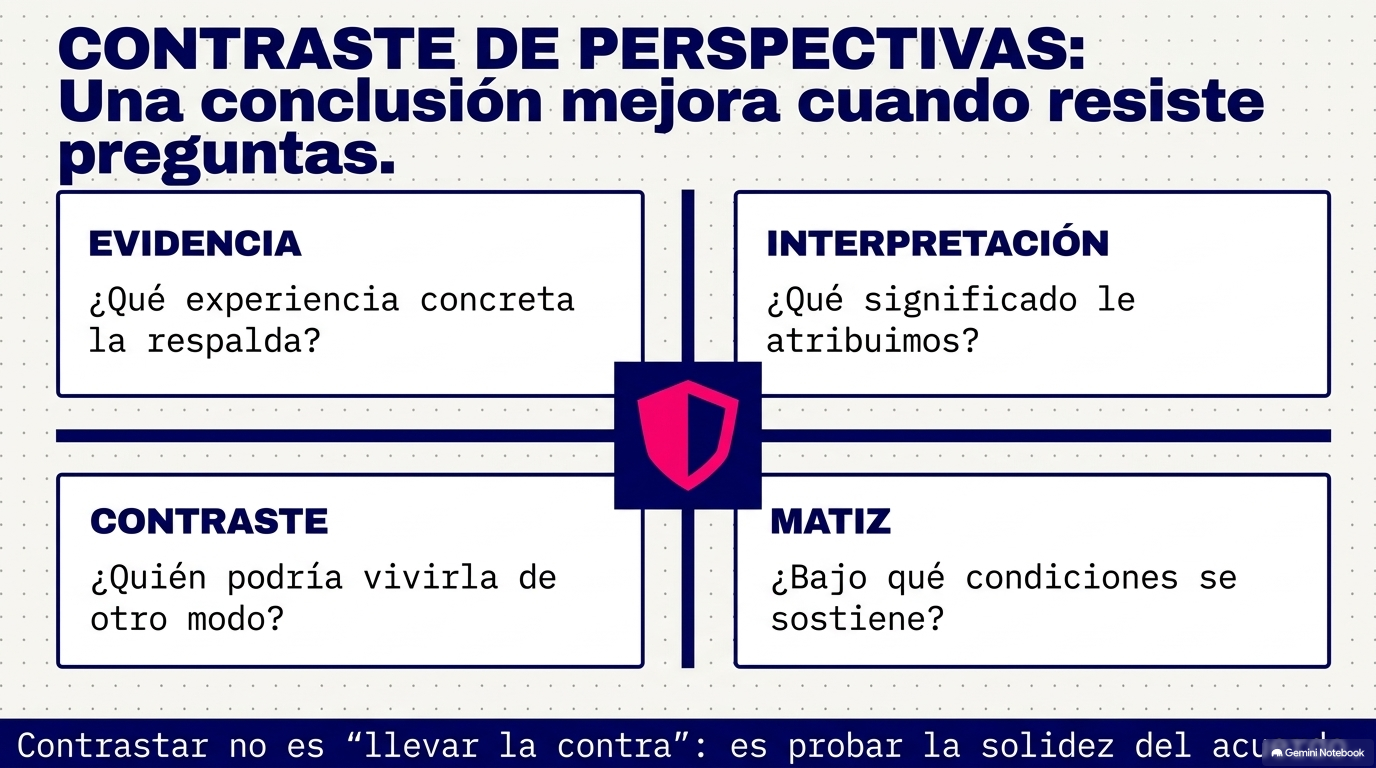 CONTRASTE DE PERSPECTIVAS:
Una conclusión mejora cuando resiste
preguntas.
EVIDENCIA
¿Qué experiencia concreta
la respalda?
INTERPRETACIÓN
¿Qué significado le
atribuimos?
CONTRASTE
¿Quién podría vivirla de
otro modo?
MATIZ
¿Bajo qué condiciones se
sostiene?
Contrastar no es “llevar la contra”: es probar la solidez del
Gemini Notebook